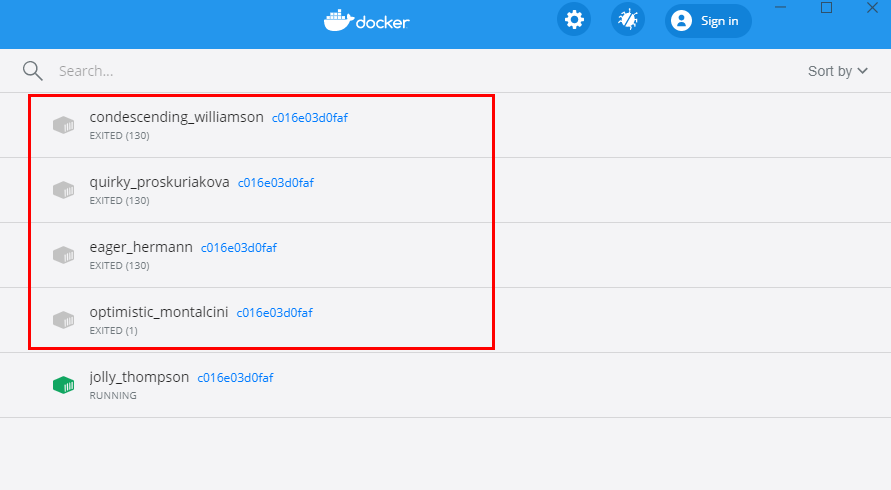 docker
Sign in
Search...
Sort by
condescending_williamson c016e03d0faf
EXITED (130)
quirky_proskuriakova c016e03d0faf
EXITED (130)
eager_hermann c016e03d0faf
EXITED (130)
optimistic_montalcini c016e03d0faf
EXITED (1)
jolly_thompson c016e03d0faf
RUNNING